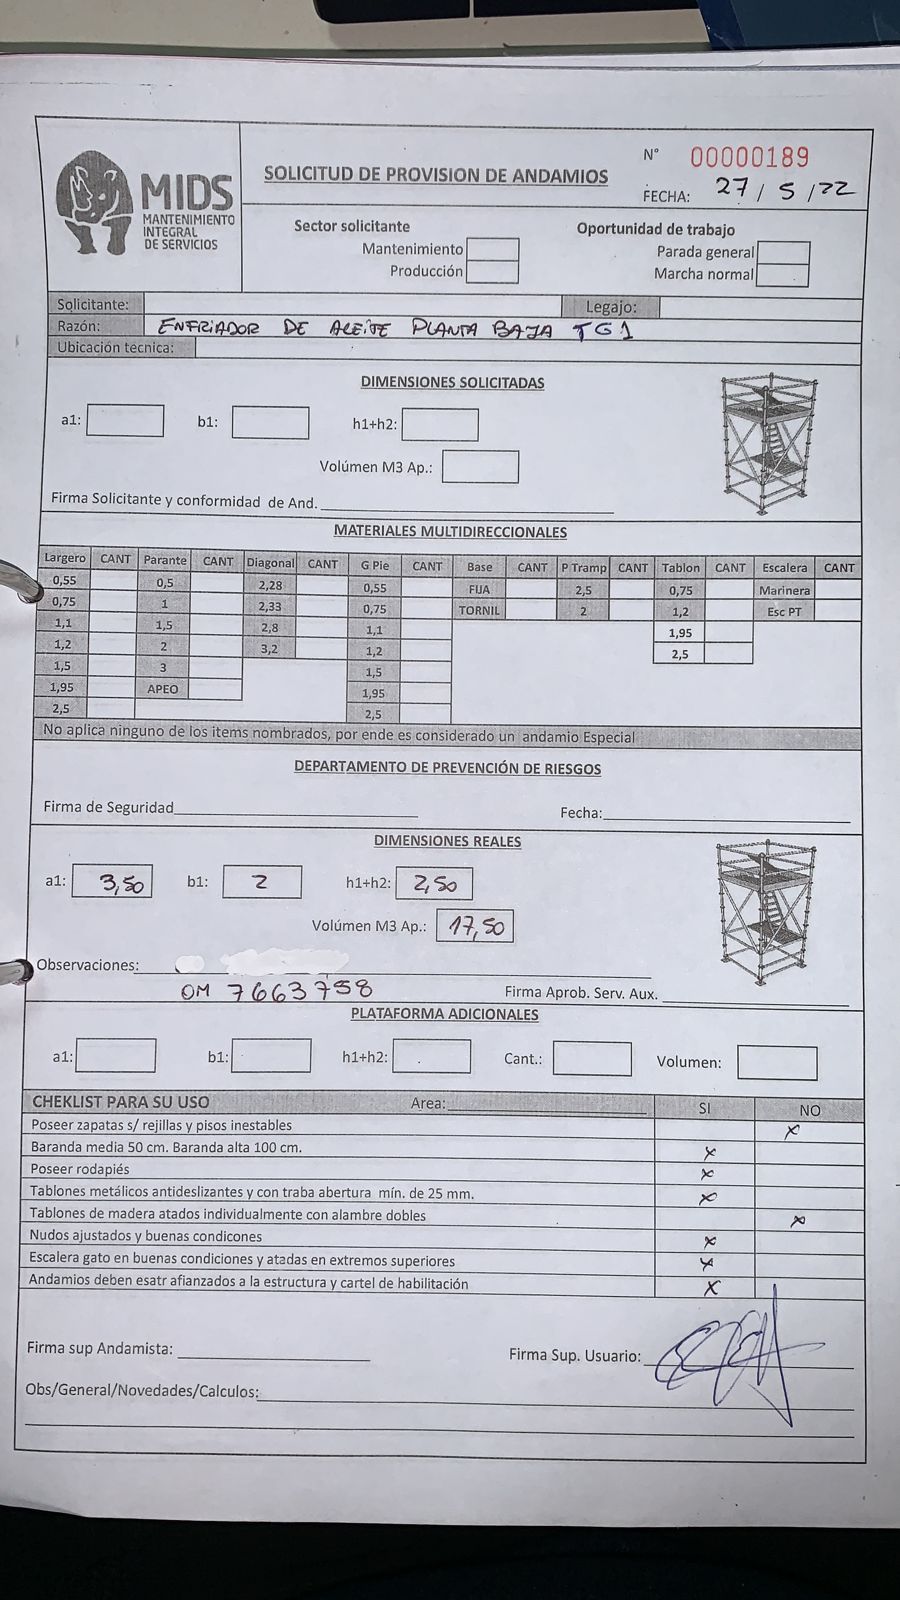 MIDS
MANTENIMIENTO
INTEGRAL
DE SERVICIOS
SOLICITUD DE PROVISION DE ANDAMIOS
N° 00000189
FECHA: 27 / 5 / 22
Sector solicitante
Mantenimiento
Producción
Oportunidad de trabajo
Parada general
Marcha normal
Solicitante: Legajo:
Razón: ENFRIADOR DE ACEITE PLANTA BAJA TG1
Ubicación tecnica:
DIMENSIONES SOLICITADAS
a1: b1: h1+h2:
Volúmen M3 Ap.:
Firma Solicitante y conformidad de And.
MATERIALES MULTIDIRECCIONALES
Largero CANT Parante CANT Diagonal CANT G Pie CANT Base CANT P Tramp CANT Tablon CANT Escalera CANT
0,55 0,5 2,28 0,55 FIJA 2,5 0,75 Marinera
0,75 1 2,33 0,75 TORNIL 2 1,2 Esc PT
1,1 1,5 2,8 1,1 1,95
1,2 2 3,2 1,2 2,5
1,5 3 1,5
1,95 APEO 1,95
2,5 2,5
No aplica ninguno de los items nombrados, por ende es considerado un andamio Especial
DEPARTAMENTO DE PREVENCIÓN DE RIESGOS
Firma de Seguridad Fecha:
DIMENSIONES REALES
a1: 3,50 b1: 2 h1+h2: 2,50
Volúmen M3 Ap.: 17,50
Observaciones:
OM 7663758 Firma Aprob. Serv. Aux.
PLATAFORMA ADICIONALES
a1: b1: h1+h2: Cant.: Volumen:
CHEKLIST PARA SU USO Area: SI NO
Poseer zapatas s/ rejillas y pisos inestables x
Baranda media 50 cm. Baranda alta 100 cm. x
Poseer rodapiés x
Tablones metálicos antideslizantes y con traba abertura mín. de 25 mm. x
Tablones de madera atados individualmente con alambre dobles x
Nudos ajustados y buenas condicones x
Escalera gato en buenas condiciones y atadas en extremos superiores x
Andamios deben esatr afianzados a la estructura y cartel de habilitación x
Firma sup Andamista: Firma Sup. Usuario:
Obs/General/Novedades/Calculos: